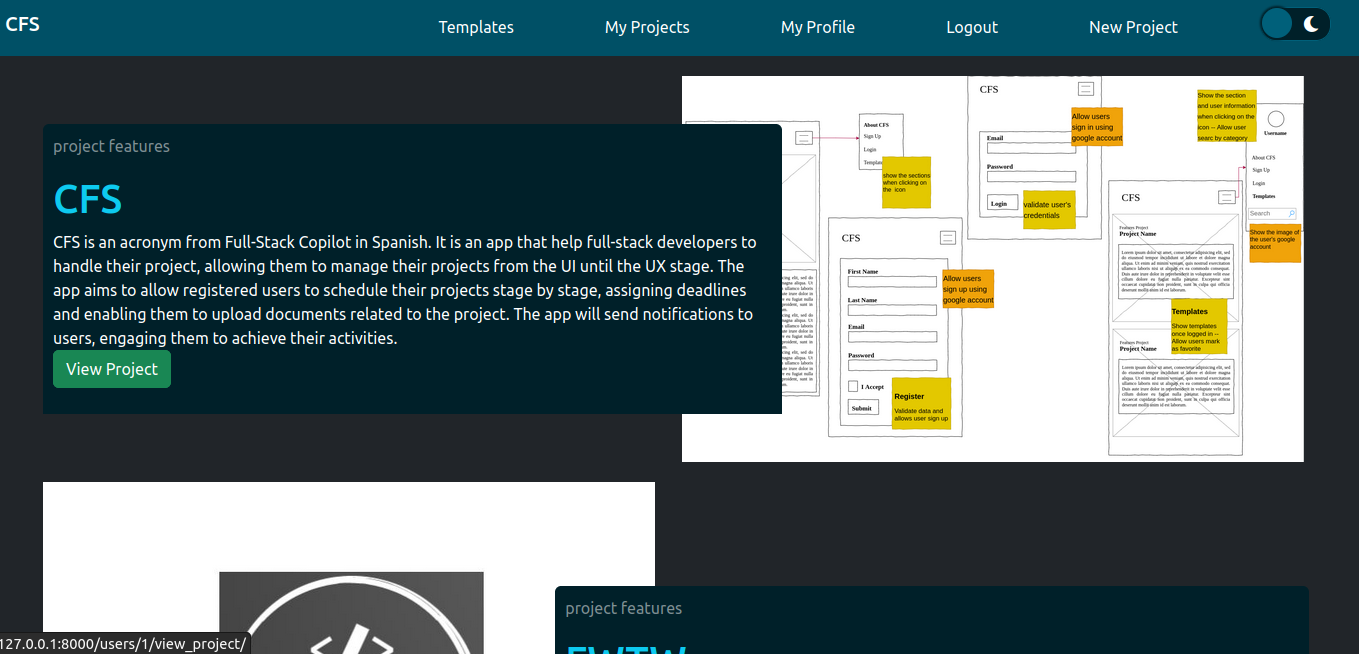 CFS
Templates
My Projects
My Profile
Logout
New Project
project features
CFS
CFS is an acronym from Full-Stack Copilot in Spanish. It is an app that help full-stack developers to
handle their project, allowing them to manage their projects from the UI until the UX stage. The
app aims to allow registered users to schedule their projects stage by stage, assigning deadlines
and enabling them to upload documents related to the project. The app will send notifications to
users, engaging them to achieve their activities.
View Project
About CFS
Sign Up
Login
show the sections
when clicking on
the icon
CFS
Email
Password
Login
Allow users
sign in using
google account
validate user's
credentials
CFS
First Name
Last Name
Email
Password
I Accept
Submit
Allow users
sign up using
google account
Register
Validate data and
allows user sign up
Show the section
and user information
when clicking on the
icon -- Allow user
searc by category
Username
About CFS
Sign Up
Login
Templates
Search
Show the image of
the user's google
account
CFS
Features Project
Project Name
Templates
Show templates
once logged in --
Allow users mark
as favorite
Features Project
Project Name
project features
127.0.0.1:8000/users/1/view_project/